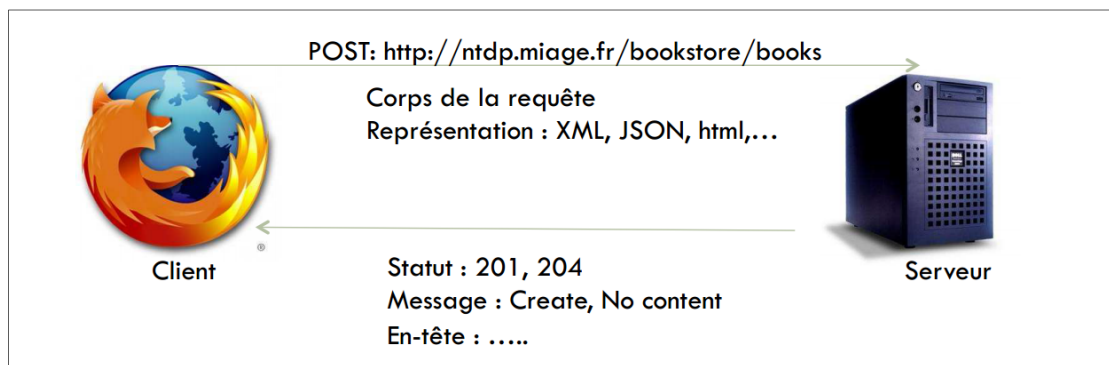 POST: http://ntdp.miage.fr/bookstore/books
Corps de la requête
Représentation : XML, JSON, html,...
®
Client
Serveur
Statut : 201, 204
Message : Create, No content
En-tête : …..